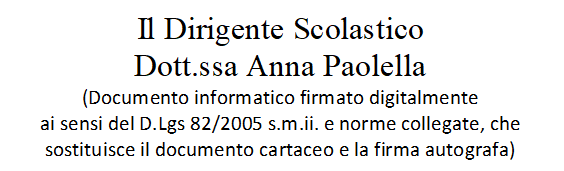 Il Dirigente Scolastico
Dott.ssa Anna Paolella
(Documento informatico firmato digitalmente
ai sensi del D.Lgs 82/2005 s.m.ii. e norme collegate, che
sostituisce il documento cartaceo e la firma autografa)